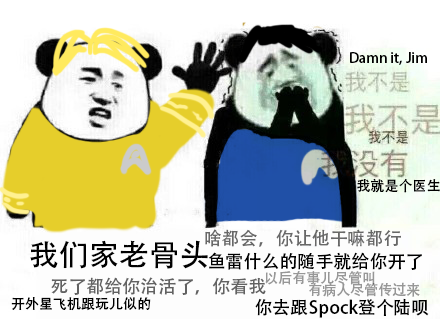 Damn it, Jim
我不是
我不是
我不是
我没有
我就是个医生
我们家老骨头
啥都会，你让他干嘛都行
鱼雷什么的随手就给你开了
死了都给你治活了，你看我
以后有事儿尽管叫
有病人尽管传过来
开外星飞机跟玩儿似的
你去跟Spock登个陆呗